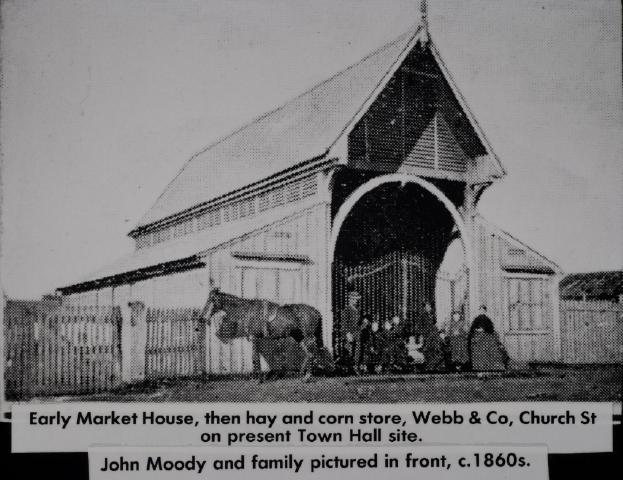 Early Market House, then hay and corn store, Webb & Co, Church St
on present Town Hall site.
John Moody and family pictured in front, c.1860s.